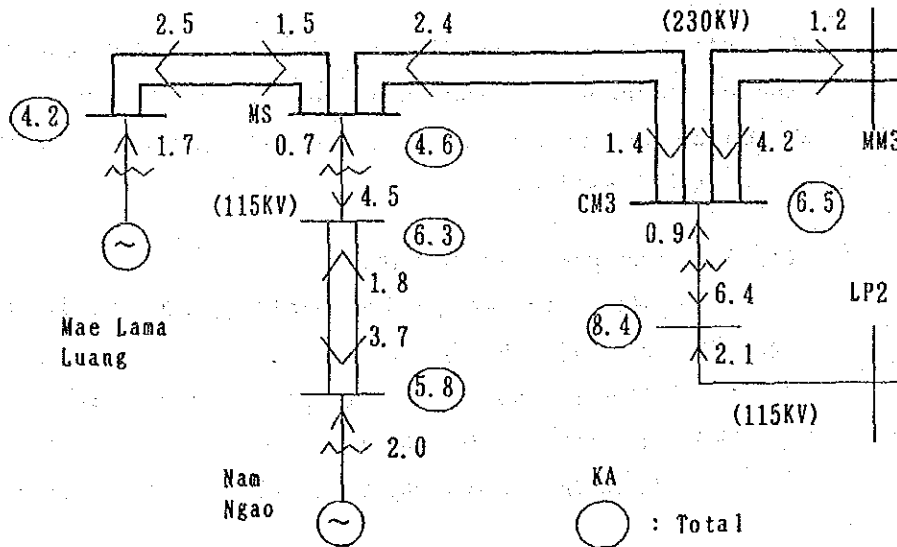 2.5
1.5
2.4
(230KV)
1.2
4.2
1.7
MS
0.7
4.6
1.4
4.2
MM3
(115KV)
4.5
CM3
6.5
6.3
0.9
1.8
6.4
LP2
Mae Lama
Luang
3.7
8.4
2.1
5.8
(115KV)
2.0
Nam
Ngao
KA
: Total
~
~